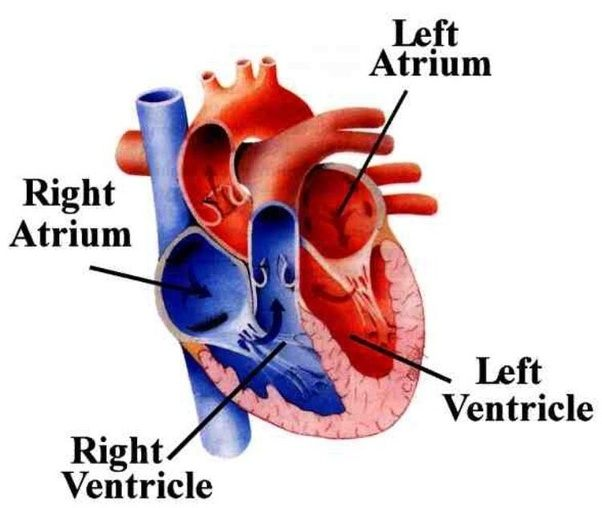 Left
Atrium
Right
Atrium
Left
Ventricle
Right
Ventricle